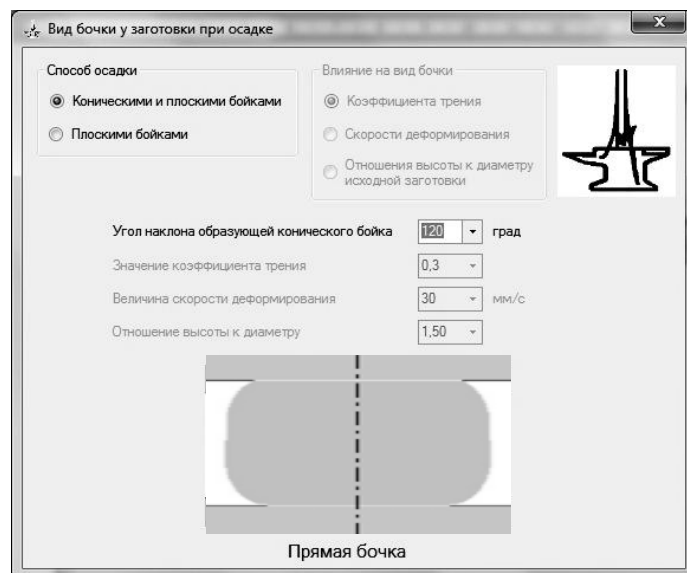 Вид бочки у заготовки при осадке
x
Способ осадки
Коническими и плоскими бойками
Плоскими бойками
Влияние на вид бочки
Коэффициента трения
Скорости деформирования
Отношения высоты к диаметру
исходной заготовки
Угол наклона образующей конического бойка 120 град
Значение коэффициента трения 0,3
Величина скорости деформирования 30 мм/с
Отношение высоты к диаметру 1,50
Прямая бочка